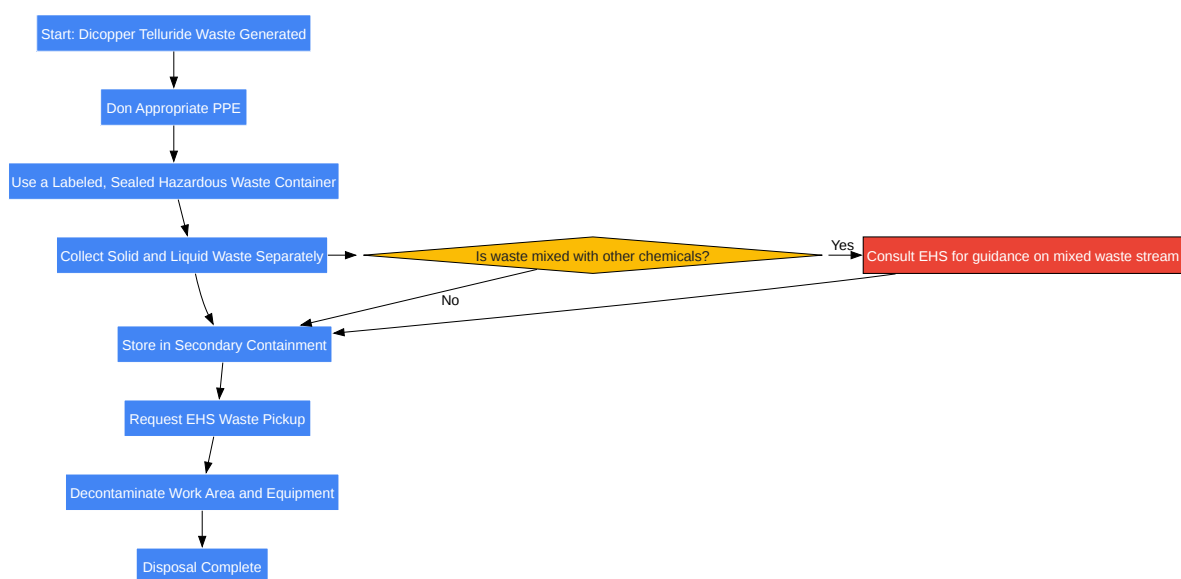 Start: Dicopper Telluride Waste Generated
Don Appropriate PPE
Use a Labeled, Sealed Hazardous Waste Container
Collect Solid and Liquid Waste Separately
Is waste mixed with other chemicals?
Yes
Consult EHS for guidance on mixed waste stream
No
Store in Secondary Containment
Request EHS Waste Pickup
Decontaminate Work Area and Equipment
Disposal Complete